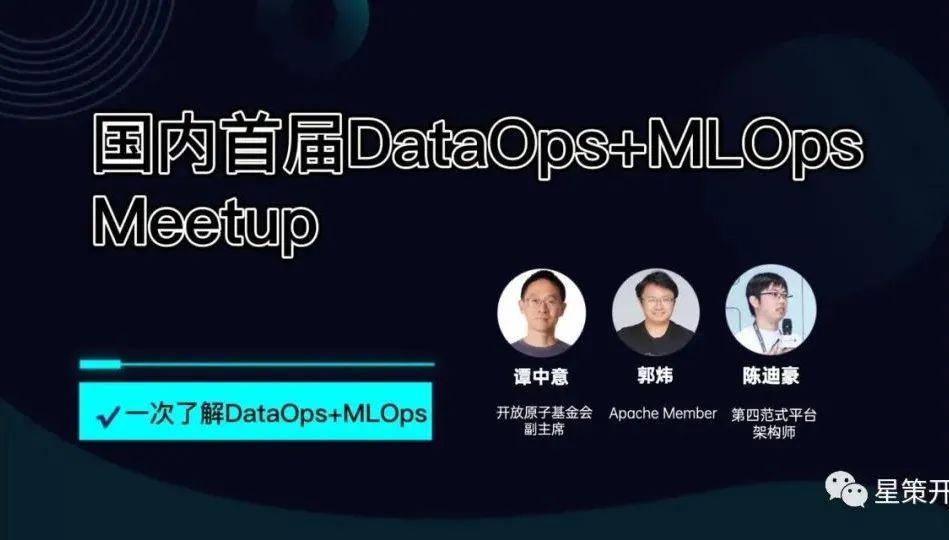 国内首届DataOps+MLOps
Meetup
一次了解DataOps+MLOps
谭中意
开放原子基金会
副主席
郭炜
Apache Member
陈迪豪
第四范式平台
架构师
星策开